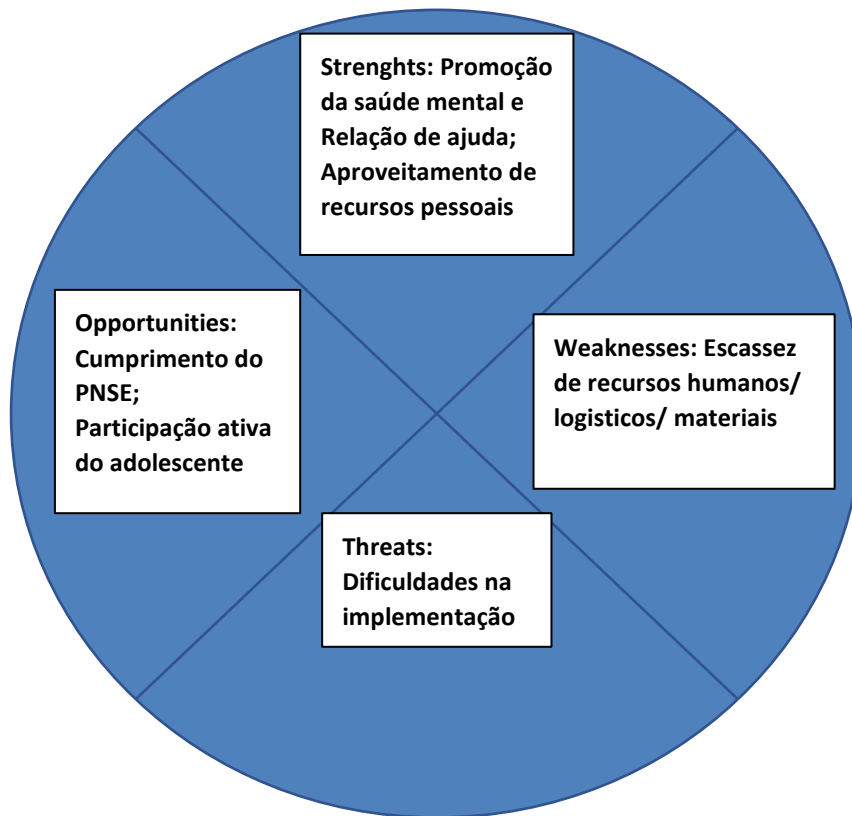 Strenghts: Promoção
da saúde mental e
Relação de ajuda;
Aproveitamento de
recursos pessoais
Opportunities:
Cumprimento do
PNSE;
Participação ativa
do adolescente
Weaknesses: Escassez
de recursos humanos/
logisticos/ materiais
Threats:
Dificuldades na
implementação